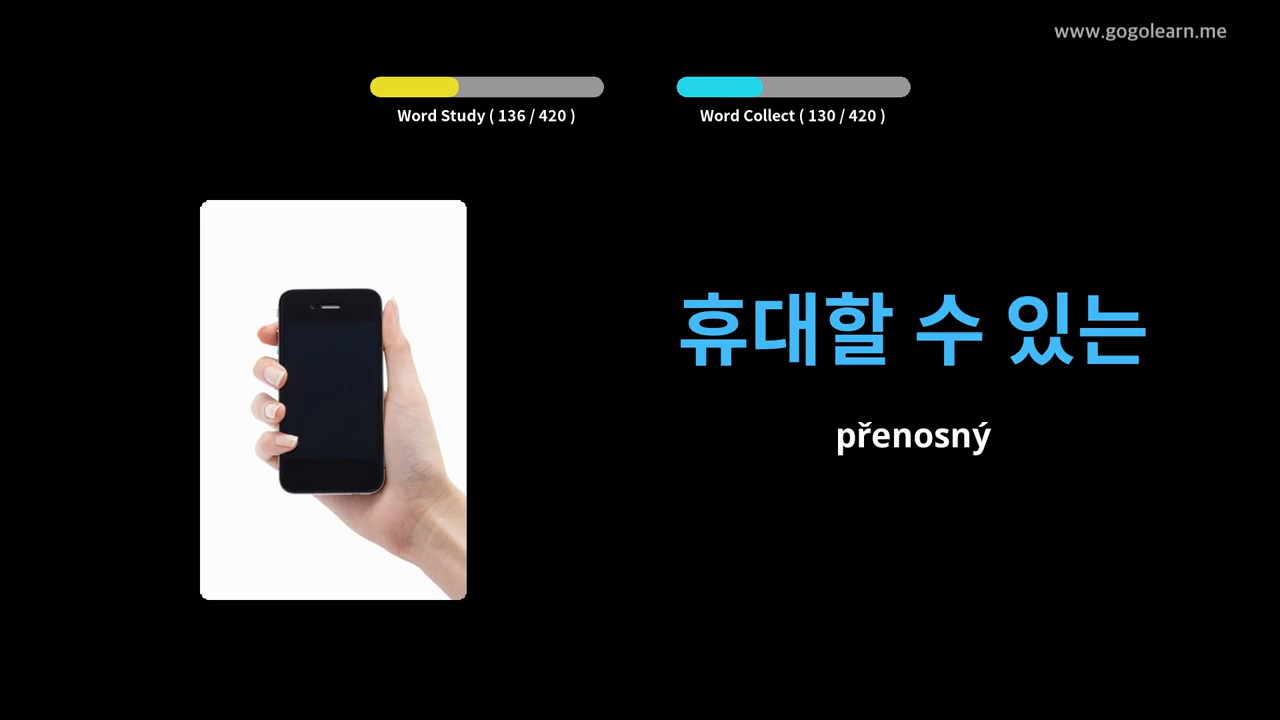 www.gogolearn.me
Word Study ( 136 / 420 )
Word Collect ( 130 / 420 )
휴대할 수 있는
přenosný